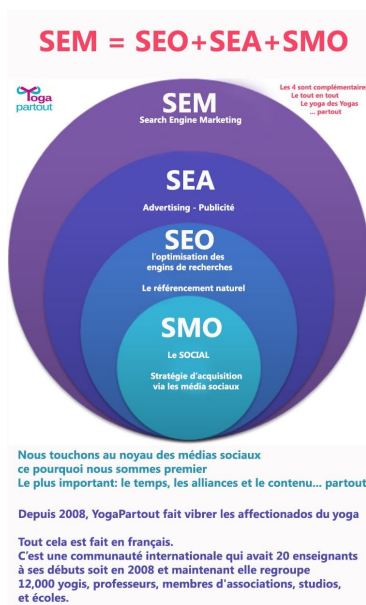 SEM = SEO+SEA+SMO
Yoga
partout
Les 4 sont complémentaires
Le tout en tout
Le yoga des Yogas
... partout
SEM
Search Engine Marketing
SEA
Advertising - Publicité
SEO
l'optimisation des
engins de recherches
Le référencement naturel
SMO
Le SOCIAL
Stratégie d'acquisition
via les média sociaux
Nous touchons au noyau des médias sociaux
ce pourquoi nous sommes premier
Le plus important: le temps, les alliances et le contenu... partout
Depuis 2008, YogaPartout fait vibrer les affectionados du yoga
Tout cela est fait en français.
C'est une communauté internationale qui avait 20 enseignants
à ses débuts soit en 2008 et maintenant elle regroupe
12,000 yogis, professeurs, membres d'associations, studios,
et écoles.